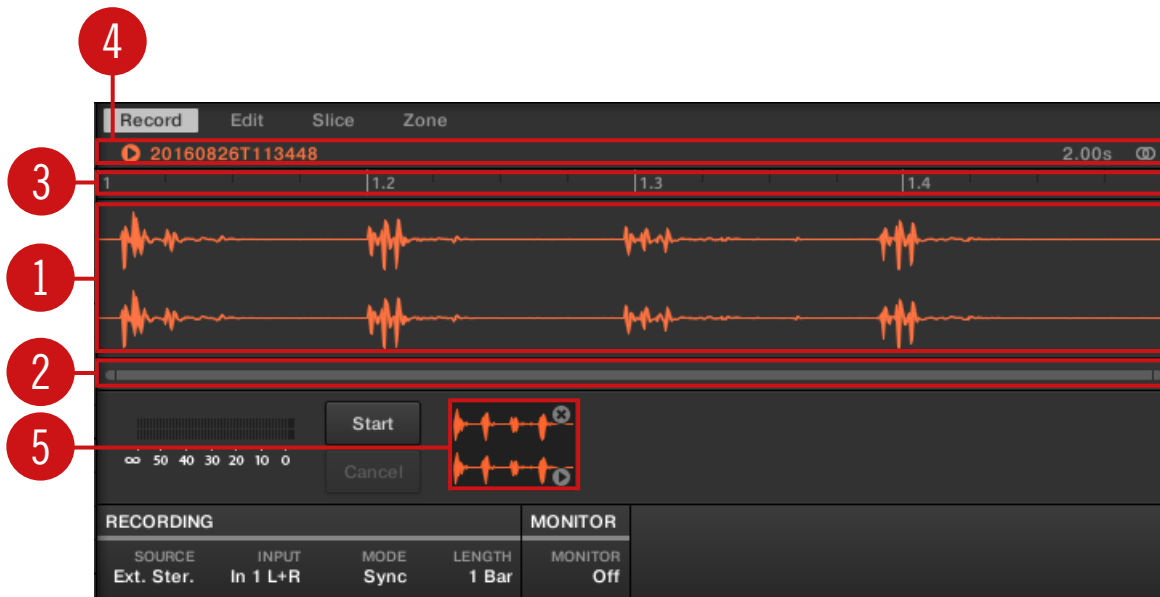 4
Record Edit Slice Zone
20160826T113448 2.00s
3
1 1.2 1.3 1.4
1
2
5
Start
Cancel
∞ 50 40 30 20 10 0
RECORDING MONITOR
SOURCE INPUT MODE LENGTH MONITOR
Ext. Ster. In 1 L+R Sync 1 Bar Off